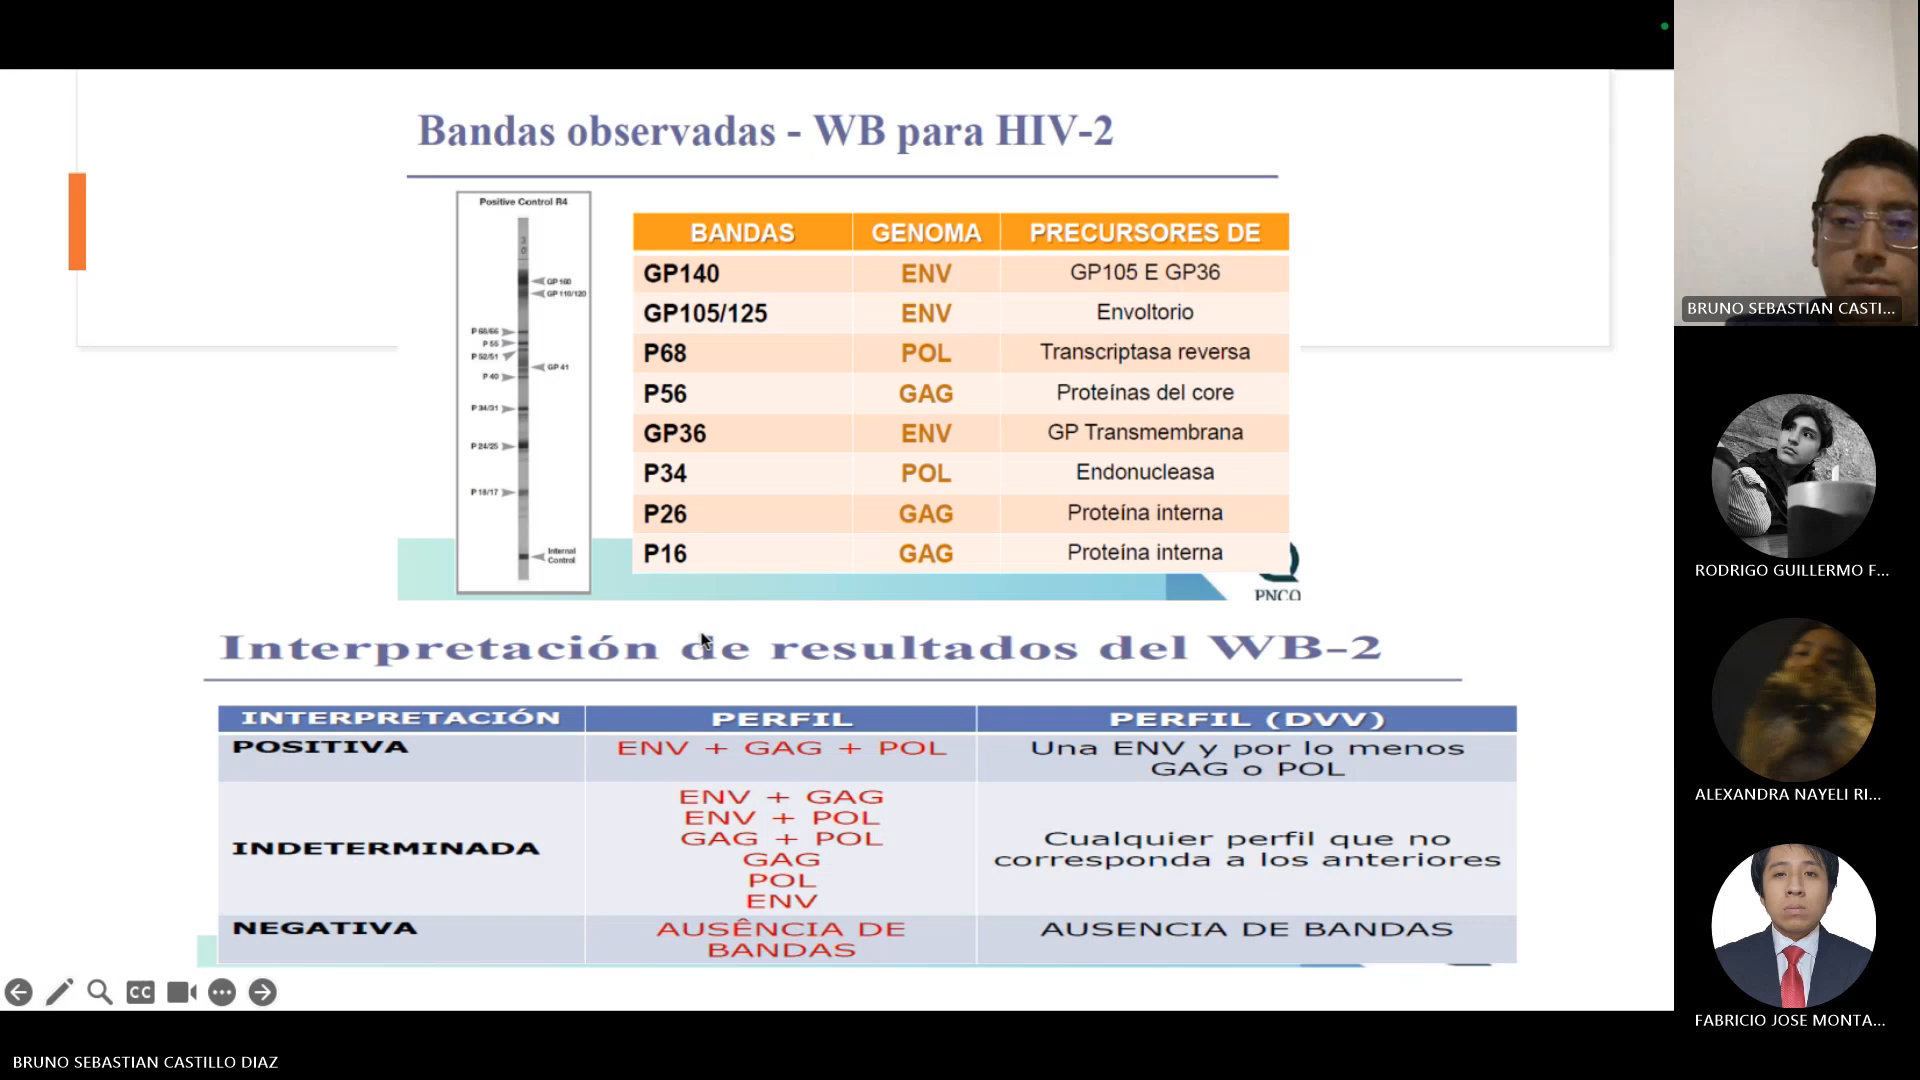 Bandas observadas - WB para HIV-2
Positive Control R4
3
0
GP 160
GP 110/120
P 68/66
P 55
P 52/51
GP 41
P 40
P 34/31
P 24/25
P 18/17
Internal
Control
BANDAS GENOMA PRECURSORES DE
GP140 ENV GP105 E GP36
GP105/125 ENV Envoltorio
P68 POL Transcriptasa reversa
P56 GAG Proteínas del core
GP36 ENV GP Transmembrana
P34 POL Endonucleasa
P26 GAG Proteína interna
P16 GAG Proteína interna
PNCQ
Interpretación de resultados del WB-2
INTERPRETACIÓN PERFIL PERFIL (DVV)
POSITIVA ENV + GAG + POL Una ENV y por lo menos
GAG o POL
INDETERMINADA
ENV + GAG
ENV + POL
GAG + POL
GAG
POL
ENV
Cualquier perfil que no
corresponda a los anteriores
NEGATIVA AUSÊNCIA DE
BANDAS
AUSENCIA DE BANDAS
CC
BRUNO SEBASTIAN CASTILLO DIAZ
BRUNO SEBASTIAN CASTI...
RODRIGO GUILLERMO F...
ALEXANDRA NAYELI RI...
FABRICIO JOSE MONTA...